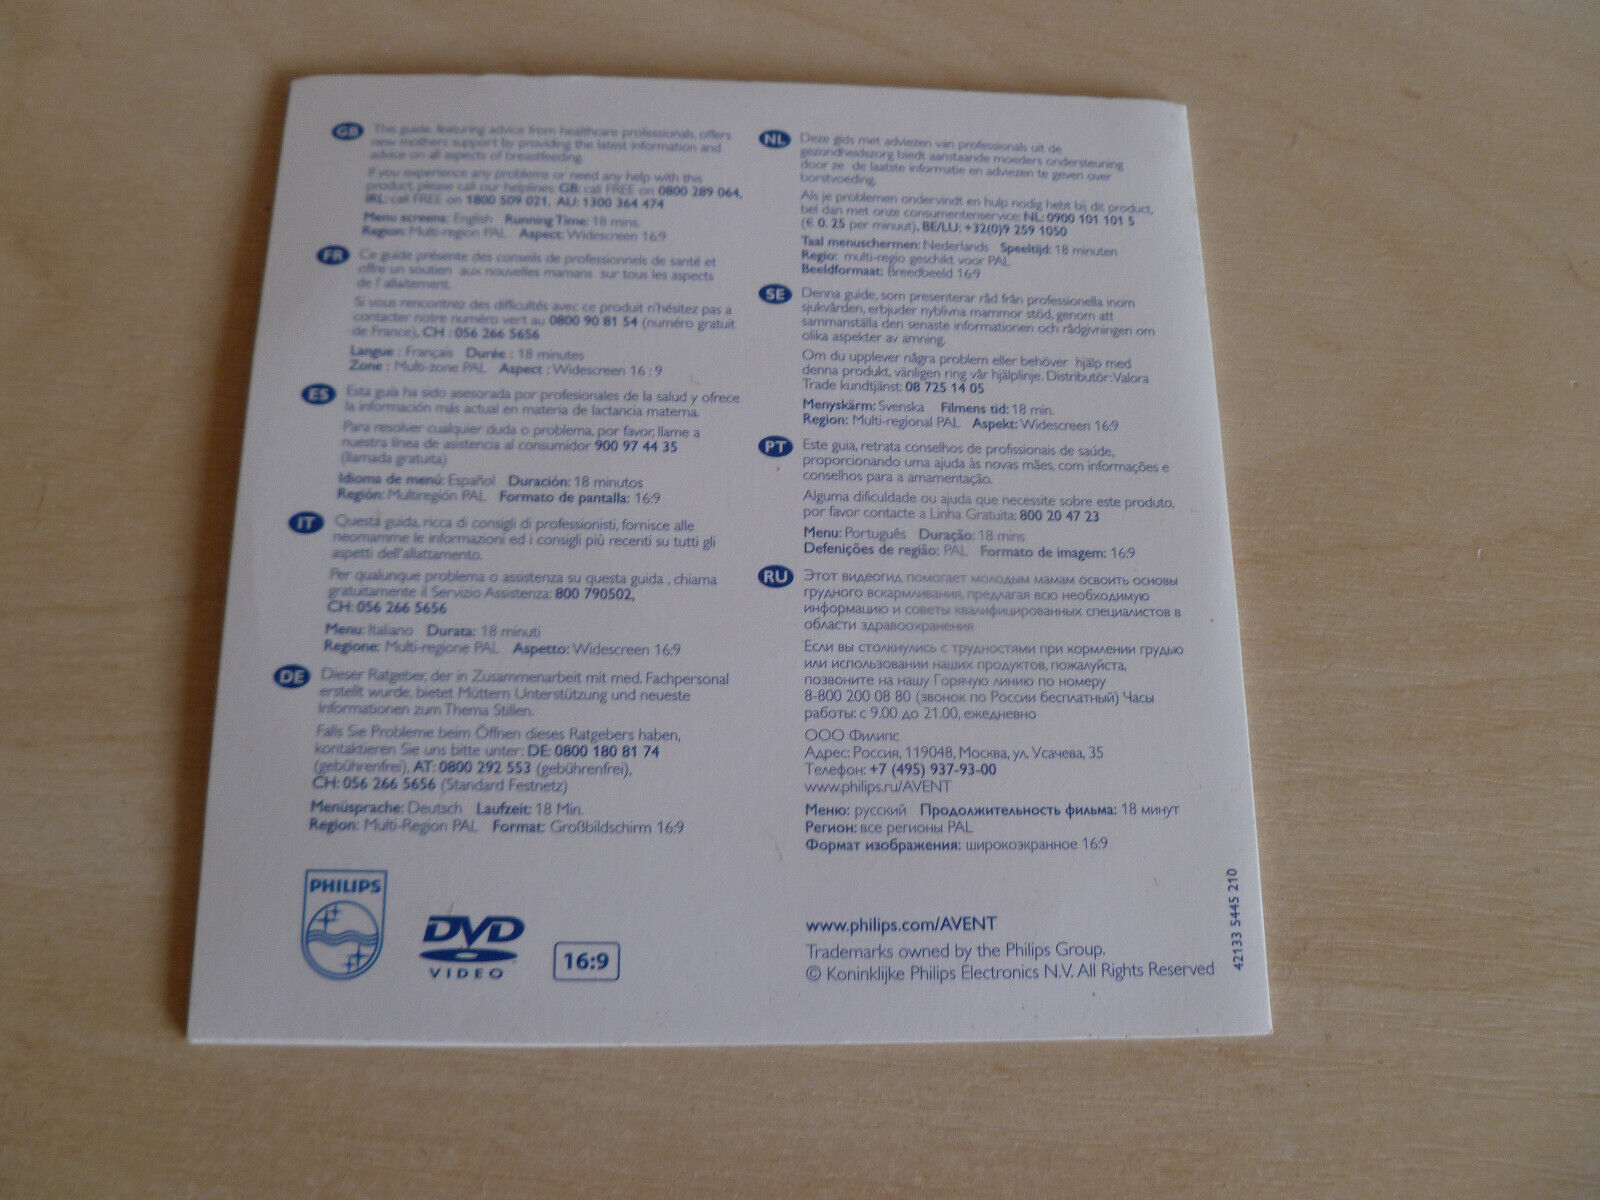 GB This guide, featuring advice from healthcare professionals, offers
new mothers support by providing the latest information and
advice on all aspects of breastfeeding.
If you experience any problems or need any help with this
product, please call our helplines: GB: call FREE on 0800 289 064,
IRL: call FREE on 1800 509 021, AU: 1300 364 474
Menu screens: English Running Time: 18 mins.
Region: Multi-region PAL Aspect: Widescreen 16:9
FR Ce guide présente des conseils de professionnels de santé et
offre un soutien aux nouvelles mamans sur tous les aspects
de l'allaitement.
Si vous rencontrez des difficultés avec ce produit n'hésitez pas a
contacter notre numéro vert au 0800 90 81 54 (numéro gratuit
de France), CH : 056 266 5656
Langue : Français Durée : 18 minutes
Zone : Multi-zone PAL Aspect : Widescreen 16 : 9
ES Esta guía ha sido asesorada por profesionales de la salud y ofrece
la información más actual en materia de lactancia materna.
Para resolver cualquier duda o problema, por favor, llame a
nuestra línea de asistencia al consumidor 900 97 44 35
(llamada gratuita)
Idioma de menú: Español Duración: 18 minutos
Región: Multiregión PAL Formato de pantalla: 16:9
IT Questa guida, ricca di consigli di professionisti, fornisce alle
neomamme le informazioni ed i consigli più recenti su tutti gli
aspetti dell'allattamento.
Per qualunque problema o assistenza su questa guida , chiama
gratuitamente il Servizio Assistenza: 800 790502,
CH: 056 266 5656
Menu: Italiano Durata: 18 minuti
Regione: Multi-regione PAL Aspetto: Widescreen 16:9
DE Dieser Ratgeber, der in Zusammenarbeit mit med. Fachpersonal
erstellt wurde, bietet Müttern Unterstützung und neueste
Informationen zum Thema Stillen.
Falls Sie Probleme beim Öffnen dieses Ratgebers haben,
kontaktieren Sie uns bitte unter: DE: 0800 180 81 74
(gebührenfrei), AT: 0800 292 553 (gebührenfrei),
CH: 056 266 5656 (Standard Festnetz)
Menüsprache: Deutsch Laufzeit: 18 Min.
Region: Multi-Region PAL Format: Großbildschirm 16:9
NL Deze gids met adviezen van professionals uit de
gezondheidszorg biedt aanstaande moeders ondersteuning
door ze de laatste informatie en adviezen te geven over
borstvoeding.
Als je problemen ondervindt en hulp nodig hebt bij dit product,
bel dan met onze consumentenservice: NL: 0900 101 101 5
(€ 0. 25 per minuut), BE/LU: +32(0)9 259 1050
Taal menuschermen: Nederlands Speeltijd: 18 minuten
Regio: multi-regio geschikt voor PAL
Beeldformaat: Breedbeeld 16:9
SE Denna guide, som presenterar råd från professionella inom
sjukvården, erbjuder nyblivna mammor stöd, genom att
sammanställa den senaste informationen och rådgivningen om
olika aspekter av amning.
Om du upplever några problem eller behöver hjälp med
denna produkt, vänligen ring vår hjälplinje. Distributör: Valora
Trade kundtjänst: 08 725 14 05
Menyskärm: Svenska Filmens tid: 18 min.
Region: Multi-regional PAL Aspekt: Widescreen 16:9
PT Este guia, retrata conselhos de profissionais de saúde,
proporcionando uma ajuda às novas mães, com informações e
conselhos para a amamentação.
Alguma dificuldade ou ajuda que necessite sobre este produto,
por favor contacte a Linha Gratuita: 800 20 47 23
Menu: Português Duração: 18 mins
Defenições de região: PAL Formato de imagem: 16:9
RU Этот видеогид помогает молодым мамам освоить основы
грудного вскармливания, предлагая всю необходимую
информацию и советы квалифицированных специалистов в
области здравоохранения
Если вы столкнулись с трудностями при кормлении грудью
или использовании наших продуктов, пожалуйста,
позвоните на нашу Горячую линию по номеру
8-800 200 08 80 (звонок по России бесплатный) Часы
работы: с 9.00 до 21.00, ежедневно
ООО Филипс
Адрес: Россия, 119048, Москва, ул. Усачева, 35
Телефон: +7 (495) 937-93-00
www.philips.ru/AVENT
Меню: русский Продолжительность фильма: 18 минут
Регион: все регионы PAL
Формат изображения: широкоэкранное 16:9
PHILIPS
DVD
VIDEO
16:9
www.philips.com/AVENT
Trademarks owned by the Philips Group.
© Koninklijke Philips Electronics N.V. All Rights Reserved
42133 5445 210